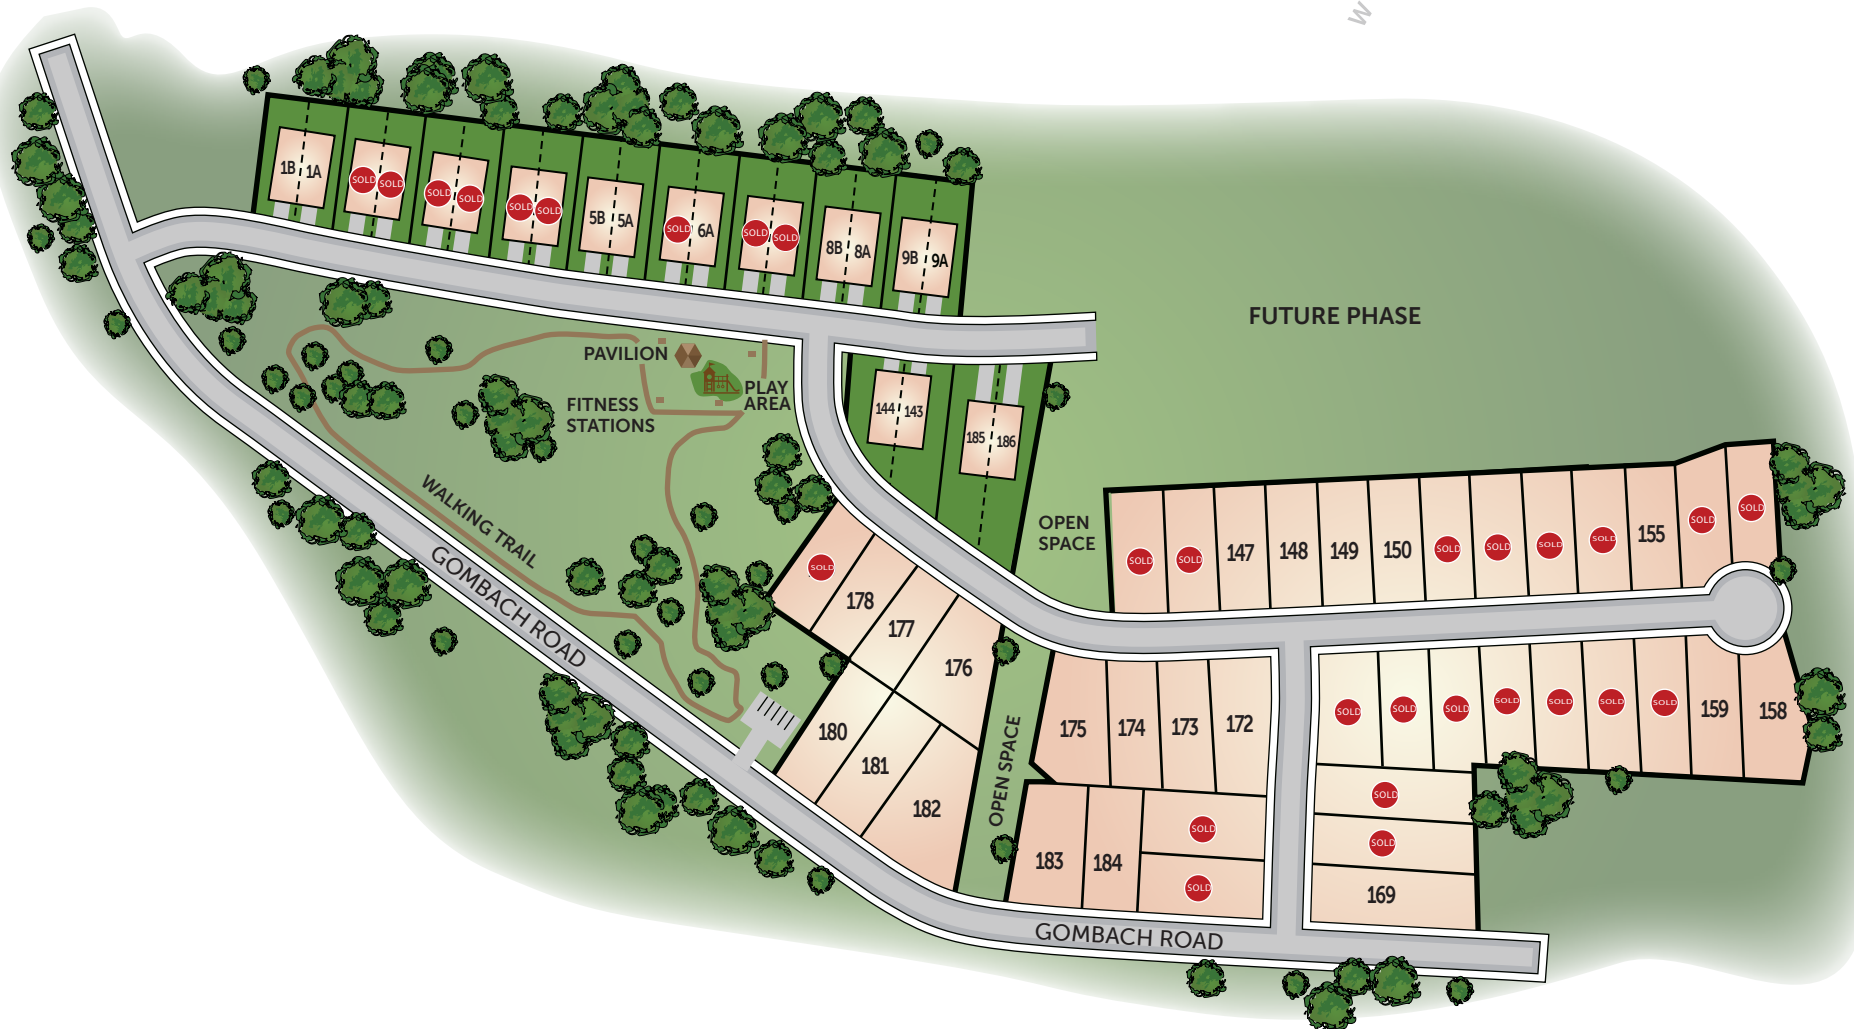 W
1B 1A
SOLD SOLD
SOLD SOLD
SOLD SOLD
5B 5A
SOLD 6A
SOLD SOLD
8B 8A
9B 9A
FUTURE PHASE
PAVILION
PLAY
AREA
FITNESS
STATIONS
144 143
185 186
WALKING TRAIL
GOMBACH ROAD
OPEN
SPACE
SOLD
SOLD
147
148
149
150
SOLD
SOLD
SOLD
SOLD
155
SOLD
SOLD
SOLD
178
177
176
180
181
182
OPEN SPACE
175
174
173
172
SOLD
SOLD
SOLD
SOLD
SOLD
SOLD
SOLD
159
158
183
184
SOLD
SOLD
SOLD
SOLD
169
GOMBACH ROAD